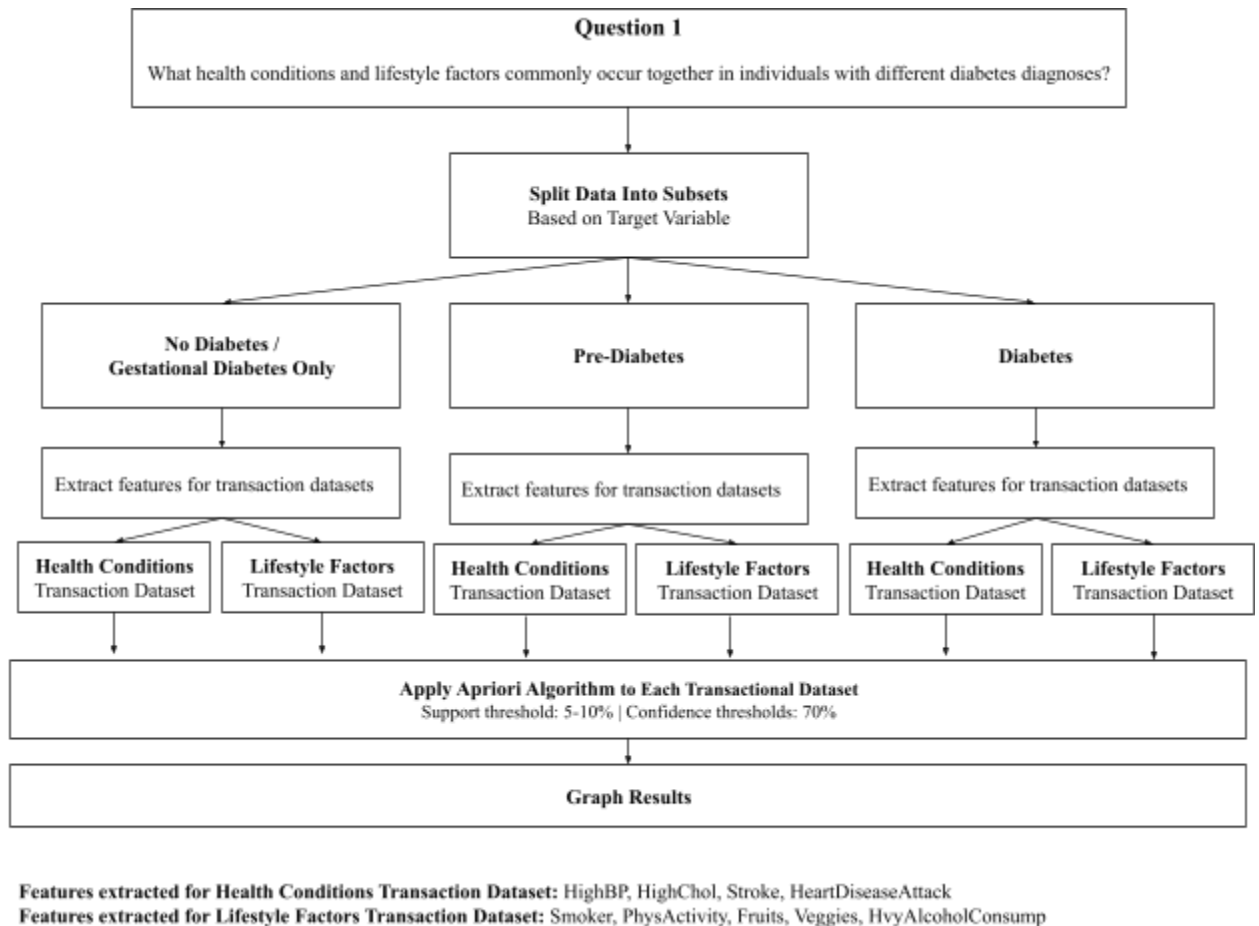 Question 1
What health conditions and lifestyle factors commonly occur together in individuals with different diabetes diagnoses?
Split Data Into Subsets
Based on Target Variable
No Diabetes /
Gestational Diabetes Only
Pre-Diabetes
Diabetes
Extract features for transaction datasets
Extract features for transaction datasets
Extract features for transaction datasets
Health Conditions
Transaction Dataset
Lifestyle Factors
Transaction Dataset
Health Conditions
Transaction Dataset
Lifestyle Factors
Transaction Dataset
Health Conditions
Transaction Dataset
Lifestyle Factors
Transaction Dataset
Apply Apriori Algorithm to Each Transactional Dataset
Support threshold: 5-10% | Confidence thresholds: 70%
Graph Results
Features extracted for Health Conditions Transaction Dataset: HighBP, HighChol, Stroke, HeartDiseaseAttack
Features extracted for Lifestyle Factors Transaction Dataset: Smoker, PhysActivity, Fruits, Veggies, HvyAlcoholConsump